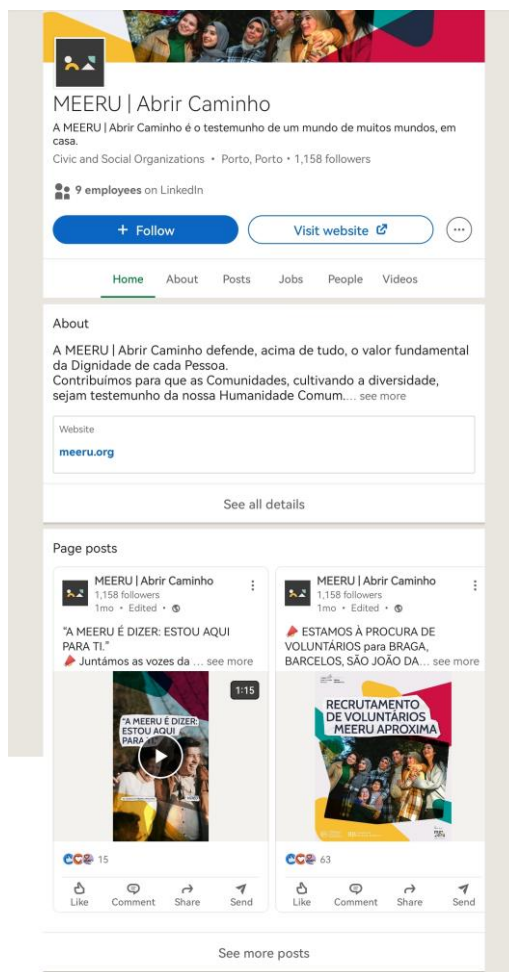 MEERU | Abrir Caminho
A MEERU | Abrir Caminho é o testemunho de um mundo de muitos mundos, em
casa.
Civic and Social Organizations • Porto, Porto • 1,158 followers
9 employees on LinkedIn
+ Follow
Visit website
Home About Posts Jobs People Videos
About
A MEERU | Abrir Caminho defende, acima de tudo, o valor fundamental
da Dignidade de cada Pessoa.
Contribuímos para que as Comunidades, cultivando a diversidade,
sejam testemunho da nossa Humanidade Comum.... see more
Website
meeru.org
See all details
Page posts
MEERU | Abrir Caminho
1,158 followers
1mo • Edited •
"A MEERU É DIZER: ESTOU AQUI
PARA TI."
Juntámos as vozes da ... see more
1:15
"A MEERU É DIZER:
ESTOU AQUI
PARA
15
Like Comment Share Send
MEERU | Abrir Caminho
1,158 followers
1mo • Edited •
ESTAMOS À PROCURA DE
VOLUNTÁRIOS para BRAGA,
BARCELOS, SÃO JOÃO DA... see more
RECRUTAMENTO
DE VOLUNTÁRIOS
MEERU APROXIMA
63
Like Comment Share Send
See more posts